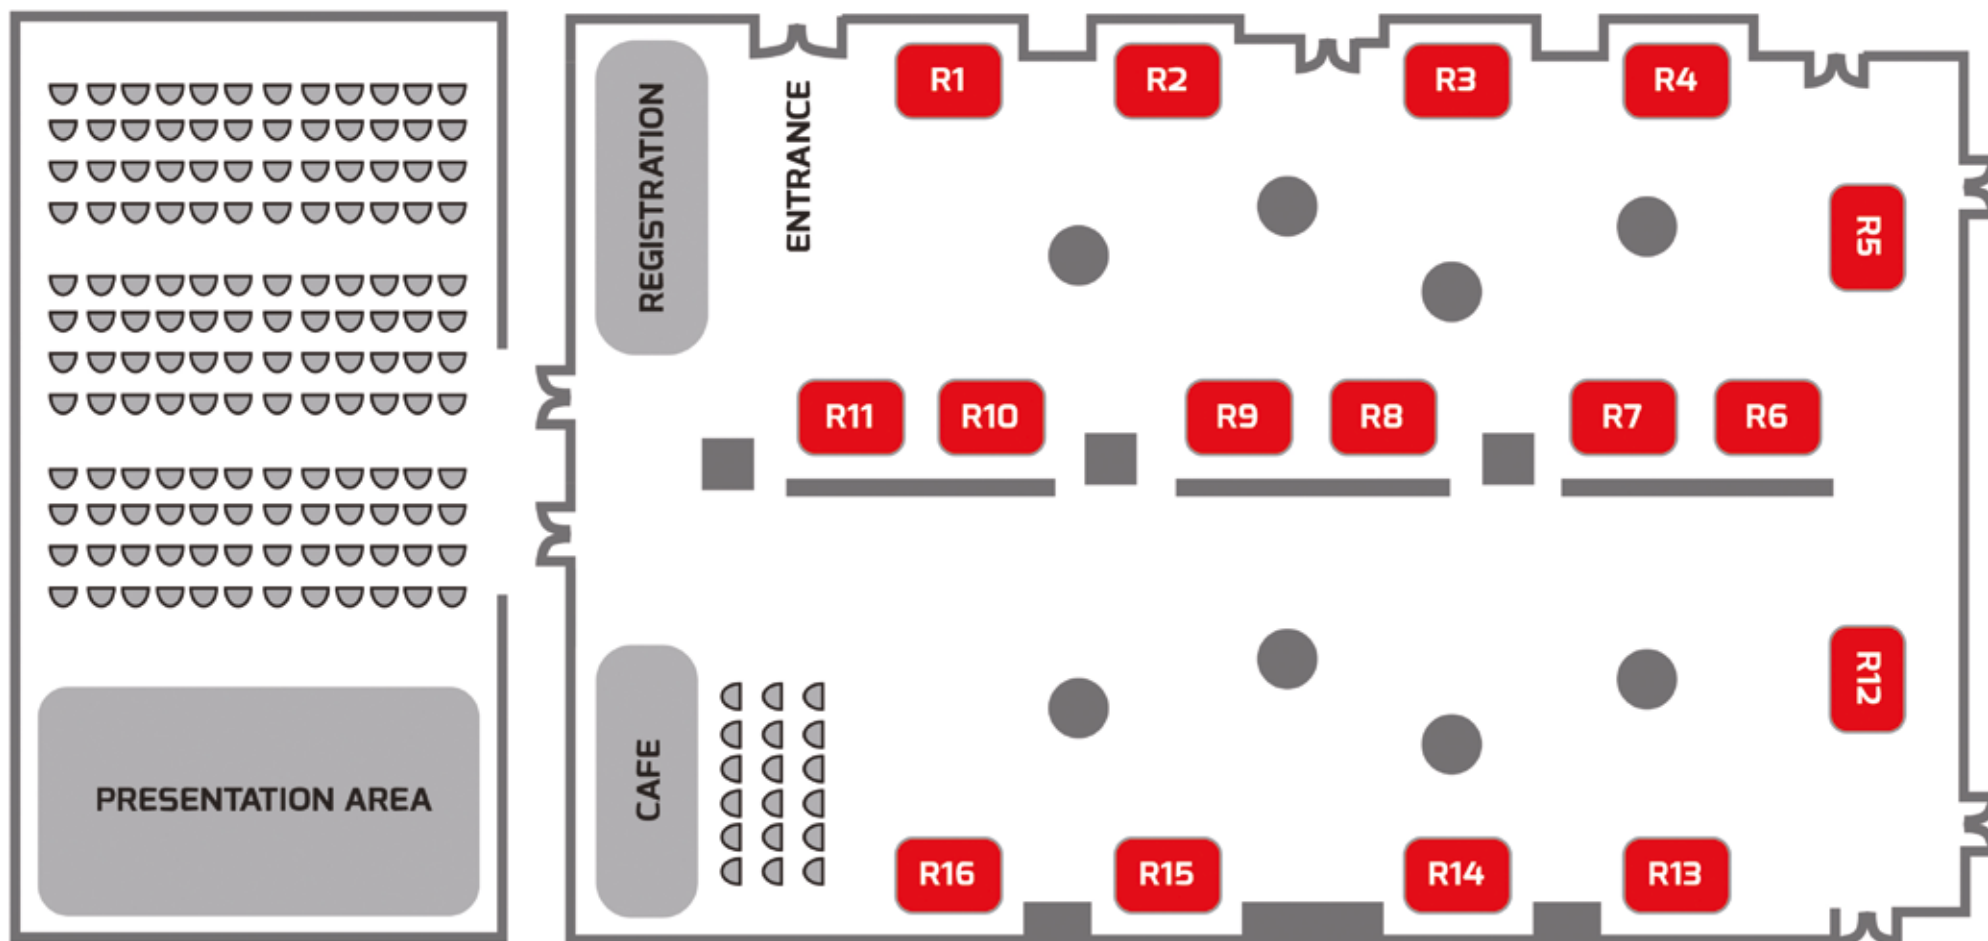 REGISTRATION
ENTRANCE
R1
R2
R3
R4
R5
R11
R10
R9
R8
R7
R6
R12
PRESENTATION AREA
CAFE
R16
R15
R14
R13